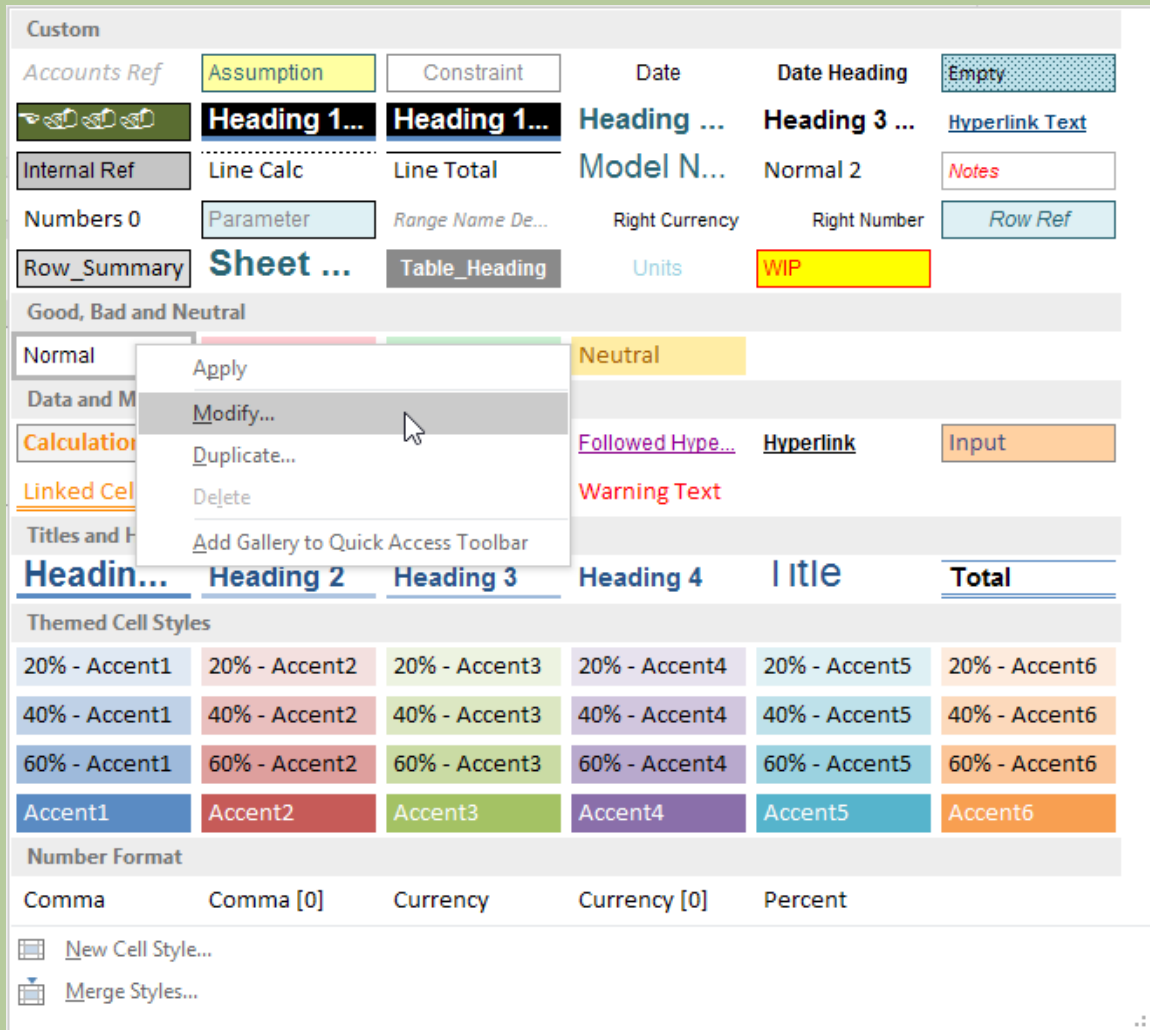 Custom
Accounts Ref Assumption Constraint Date Date Heading Empty
Heading 1... Heading 1... Heading ... Heading 3 ... Hyperlink Text
Internal Ref Line Calc Line Total Model N... Normal 2 Notes
Numbers 0 Parameter Range Name De... Right Currency Right Number Row Ref
Row_Summary Sheet ... Table_Heading Units WIP
Good, Bad and Neutral
Normal Neutral
Apply
Data and M
Modify...
Calculation Followed Hype... Hyperlink Input
Duplicate...
Linked Cel Warning Text
Delete
Titles and H
Add Gallery to Quick Access Toolbar
Headin... Heading 2 Heading 3 Heading 4 Title Total
Themed Cell Styles
20% - Accent1 20% - Accent2 20% - Accent3 20% - Accent4 20% - Accent5 20% - Accent6
40% - Accent1 40% - Accent2 40% - Accent3 40% - Accent4 40% - Accent5 40% - Accent6
60% - Accent1 60% - Accent2 60% - Accent3 60% - Accent4 60% - Accent5 60% - Accent6
Accent1 Accent2 Accent3 Accent4 Accent5 Accent6
Number Format
Comma Comma [0] Currency Currency [0] Percent
New Cell Style...
Merge Styles...